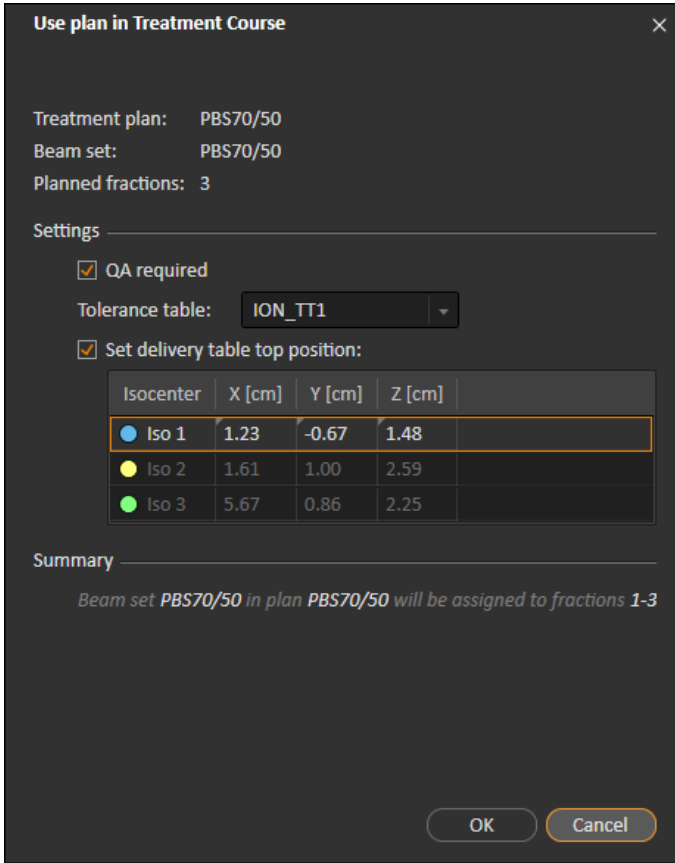 Use plan in Treatment Course
Treatment plan: PBS70/50
Beam set: PBS70/50
Planned fractions: 3
Settings
QA required
Tolerance table: ION_TT1
Set delivery table top position:
Isocenter X [cm] Y [cm] Z [cm]
Iso 1 1.23 -0.67 1.48
Iso 2 1.61 1.00 2.59
Iso 3 5.67 0.86 2.25
Summary
Beam set PBS70/50 in plan PBS70/50 will be assigned to fractions 1-3
OK Cancel